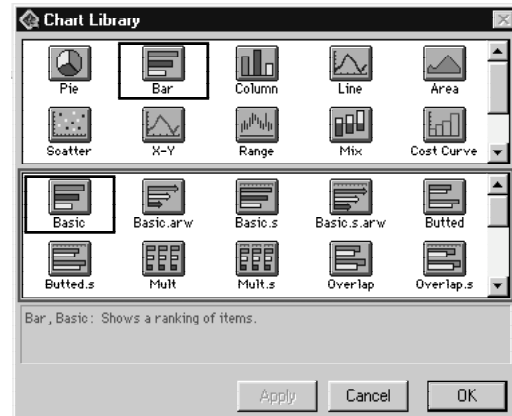 Chart Library
Pie Bar Column Line Area
Scatter X-Y Range Mix Cost Curve
Basic Basic.arw Basic.s Basic.s.arw Butted
Butted.s Mult Mult.s Overlap Overlap.s
Bar, Basic: Shows a ranking of items.
Apply Cancel OK